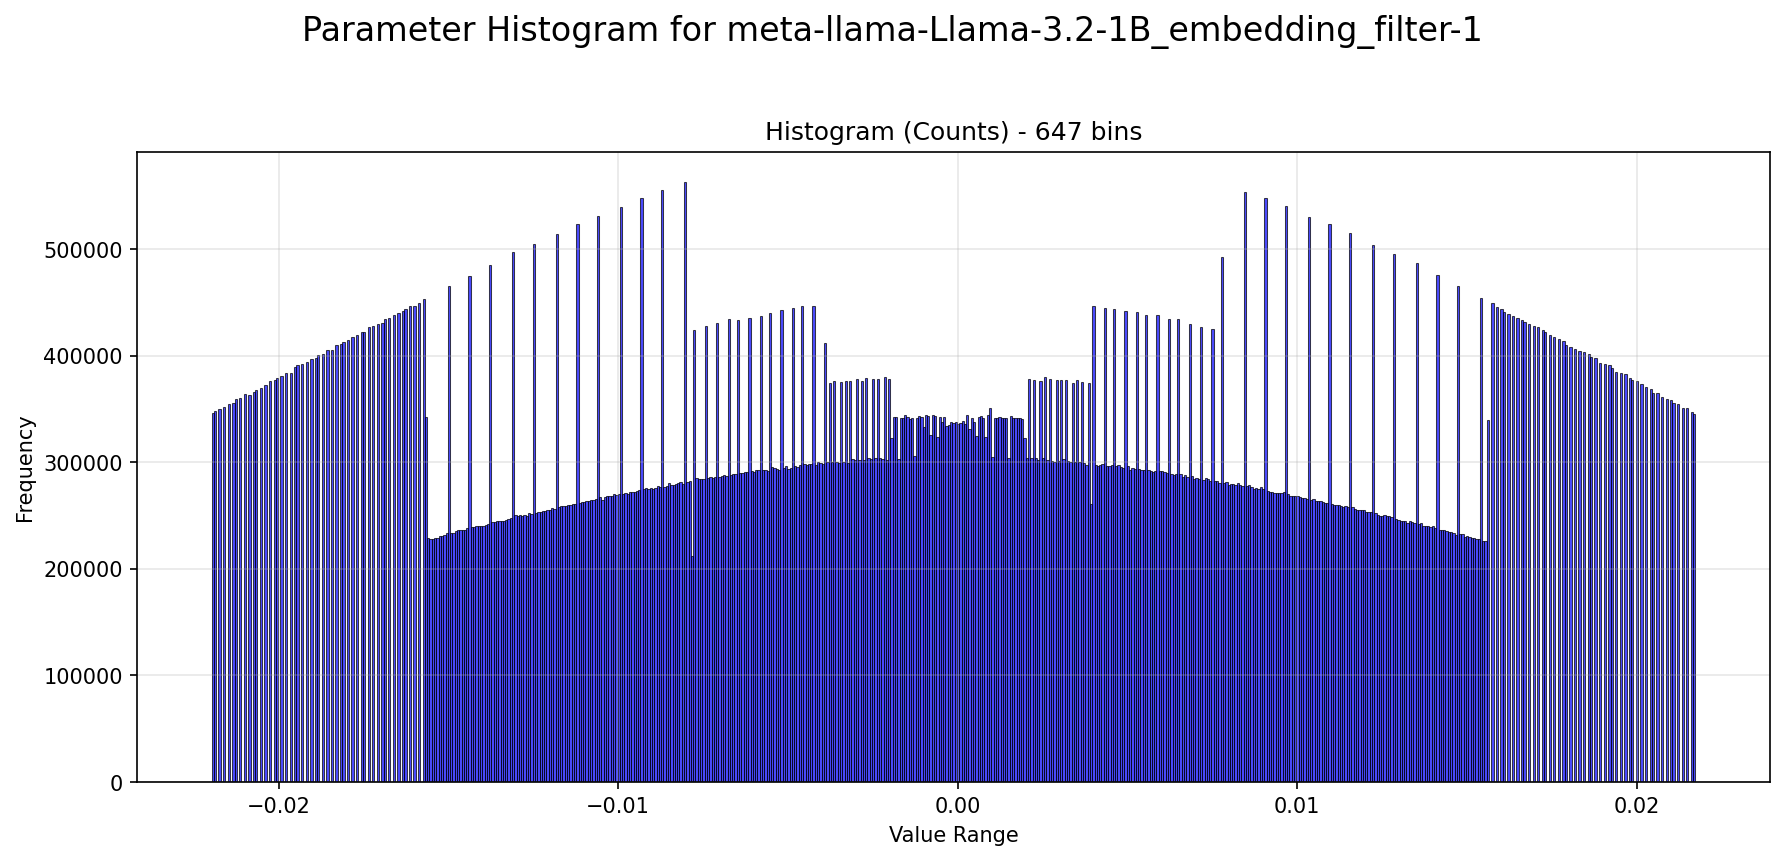 Parameter Histogram for meta-llama-Llama-3.2-1B_embedding_filter-1
Histogram (Counts) - 647 bins
Frequency
500000
400000
300000
200000
100000
0
−0.02
−0.01
0.00
0.01
0.02
Value Range